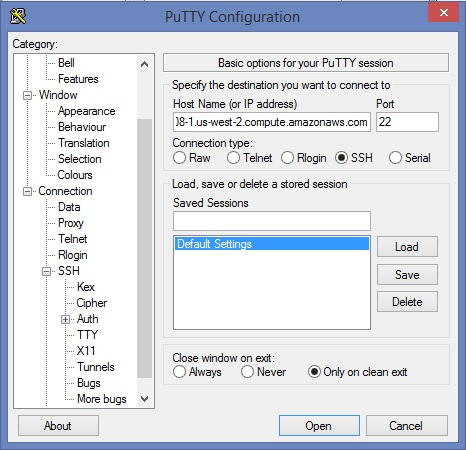 PuTTY Configuration
Category:
Bell
Features
Window
Appearance
Behaviour
Translation
Selection
Colours
Connection
Data
Proxy
Telnet
Rlogin
SSH
Kex
Cipher
Auth
TTY
X11
Tunnels
Bugs
More bugs
Basic options for your PuTTY session
Specify the destination you want to connect to
Host Name (or IP address) Port
)8-1.us-west-2.compute.amazonaws.com 22
Connection type:
Raw Telnet Rlogin SSH Serial
Load, save or delete a stored session
Saved Sessions
Default Settings
Load
Save
Delete
Close window on exit:
Always Never Only on clean exit
About Open Cancel